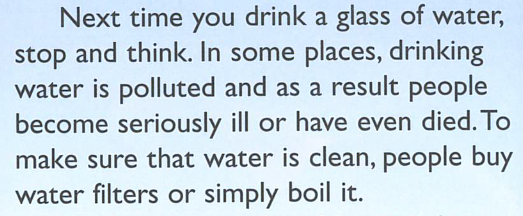 Next time you drink a glass of water,
stop and think. In some places, drinking
water is polluted and as a result people
become seriously ill or have even died. To
make sure that water is clean, people buy
water filters or simply boil it.